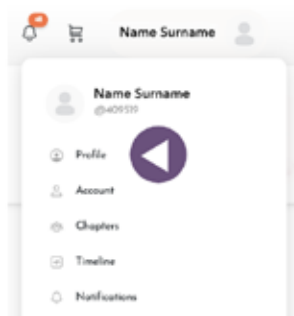 Name Surname
Name Surname
@409519
Profile
Account
Chapters
Timeline
Notifications